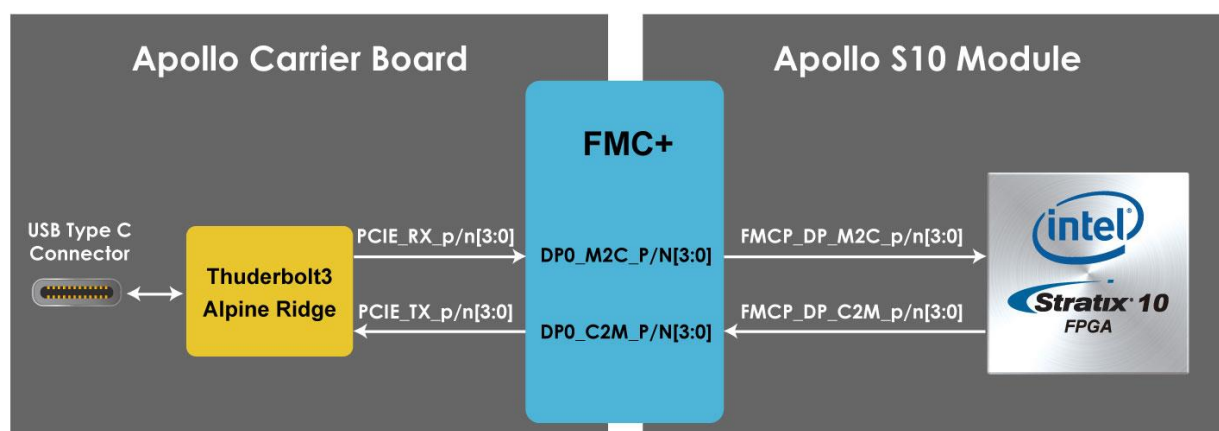 Apollo Carrier Board
Apollo S10 Module
FMC+
USB Type C
Connector
Thuderbolt3
Alpine Ridge
PCIE_RX_p/n[3:0]
PCIE_TX_p/n[3:0]
DP0_M2C_P/N[3:0]
DP0_C2M_P/N[3:0]
FMCP_DP_M2C_p/n[3:0]
FMCP_DP_C2M_p/n[3:0]
intel®
Stratix® 10
FPGA